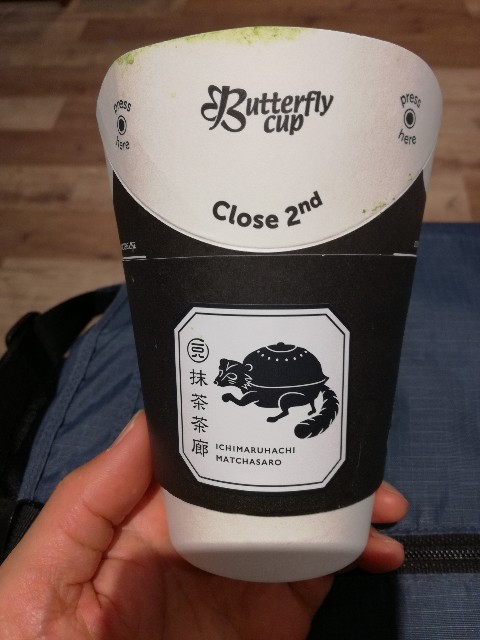 Butterfly
cup
press
here
press
here
Close 2nd
抹茶茶廊
ICHIMARUHACHI
MATCHASARO